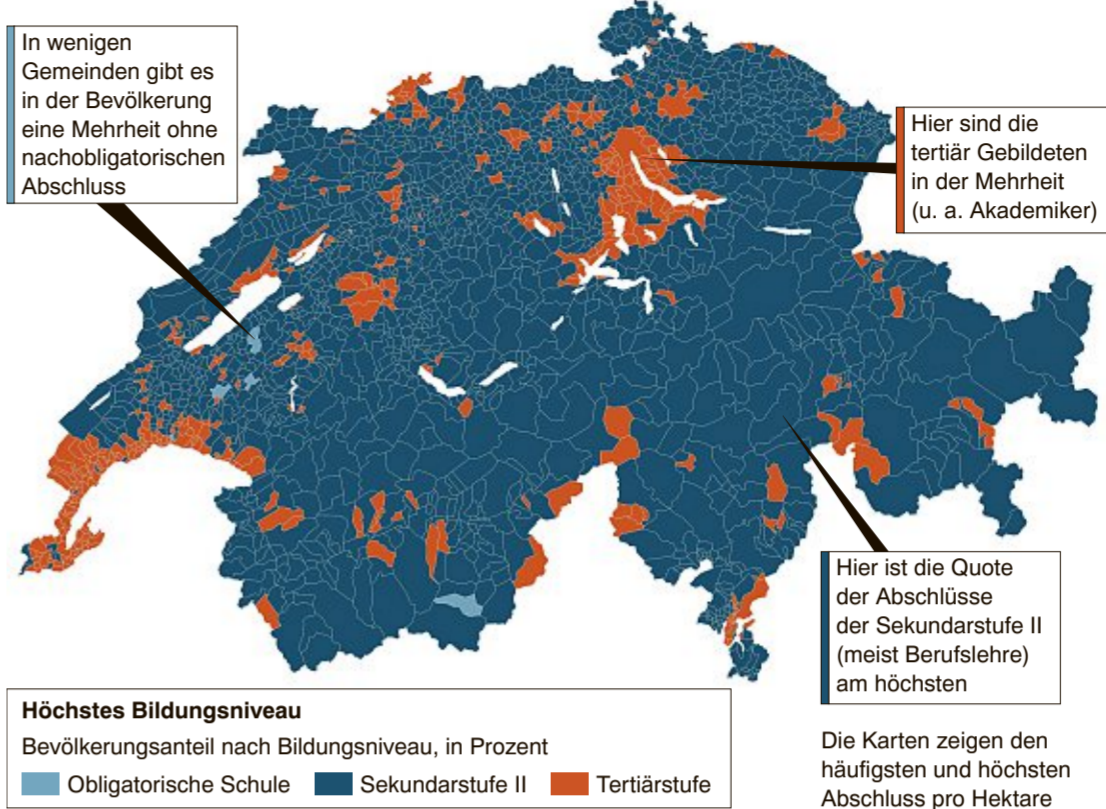 In wenigen
Gemeinden gibt es
in der Bevölkerung
eine Mehrheit ohne
nachobligatorischen
Abschluss
Hier sind die
tertiär Gebildeten
in der Mehrheit
(u. a. Akademiker)
Hier ist die Quote
der Abschlüsse
der Sekundarstufe II
(meist Berufslehre)
am höchsten
Höchstes Bildungsniveau
Bevölkerungsanteil nach Bildungsniveau, in Prozent
Obligatorische Schule Sekundarstufe II Tertiärstufe
Die Karten zeigen den
häufigsten und höchsten
Abschluss pro Hektare